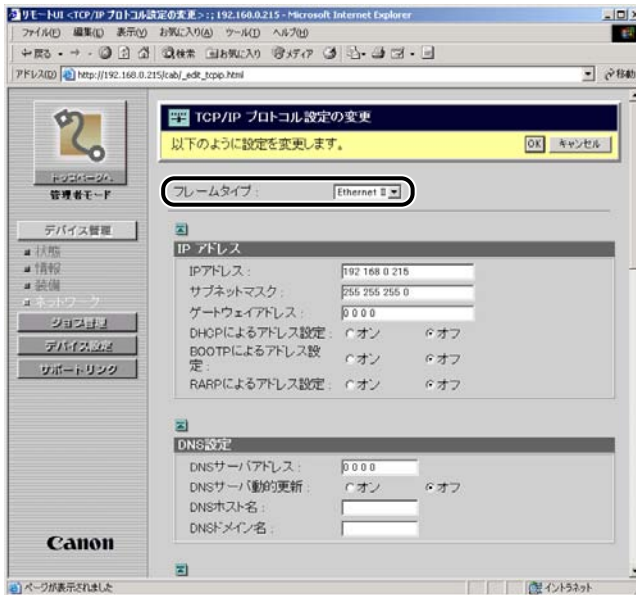 リモートUI <TCP/IP プロトコル設定の変更>:;192.168.0.215 - Microsoft Internet Explorer
ファイル(F) 編集(E) 表示(V) お気に入り(A) ツール(T) ヘルプ(H)
戻る 検索 お気に入り メディア
アドレス(D) http://192.168.0.215/cab/_edit_tcpip.html 移動
TCP/IP プロトコル設定の変更
以下のように設定を変更します。 OK キャンセル
トップページへ
管理者モード
フレームタイプ: Ethernet II
デバイス管理
状態
情報
装備
ネットワーク
ジョブ管理
デバイス設定
サポートリンク
IP アドレス
IPアドレス: 192 168 0 215
サブネットマスク: 255 255 255 0
ゲートウェイアドレス: 0 0 0 0
DHCPによるアドレス設定: オン オフ
BOOTPによるアドレス設
定: オン オフ
RARPによるアドレス設定: オン オフ
DNS設定
DNSサーバアドレス: 0 0 0 0
DNSサーバ動的更新: オン オフ
DNSホスト名:
DNSドメイン名:
Canon
ページが表示されました イントラネット